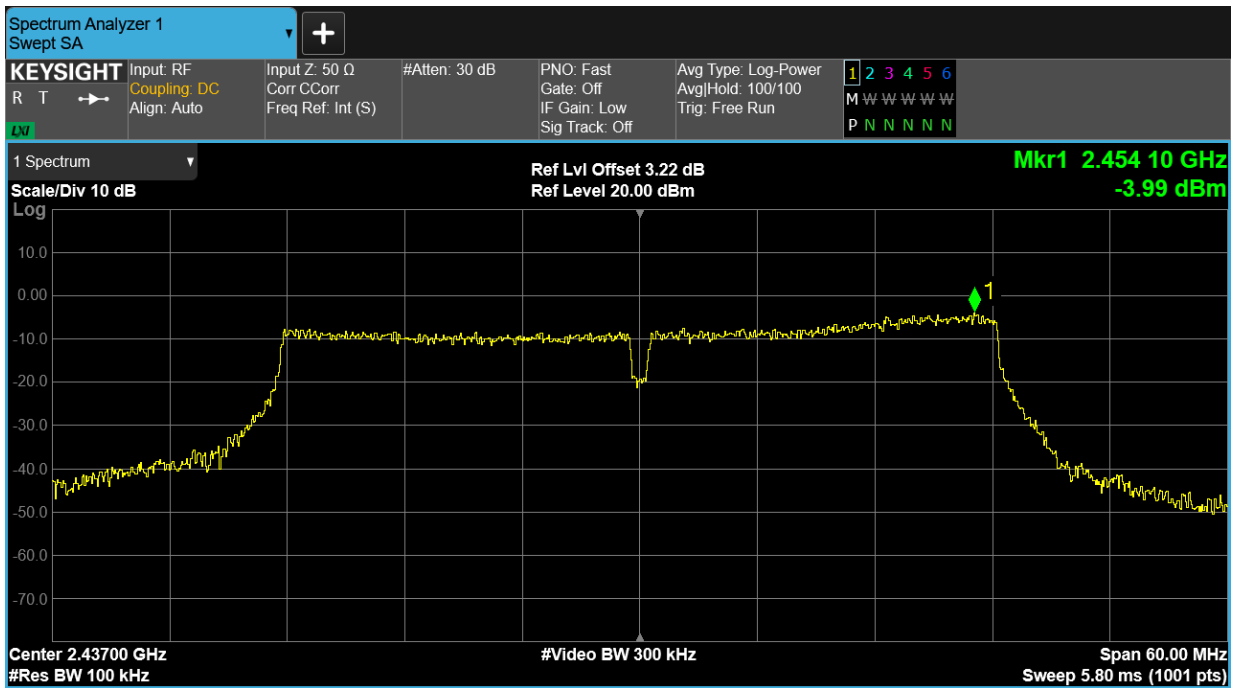 Spectrum Analyzer 1
Swept SA
▼
+
KEYSIGHT
R T
LXI
Input: RF
Coupling: DC
Align: Auto
Input Z: 50 Ω
Corr CCorr
Freq Ref: Int (S)
#Atten: 30 dB
PNO: Fast
Gate: Off
IF Gain: Low
Sig Track: Off
Avg Type: Log-Power
Avg|Hold: 100/100
Trig: Free Run
1 2 3 4 5 6
M W W W W W
P N N N N N
1 Spectrum ▼
Scale/Div 10 dB
Log
Ref Lvl Offset 3.22 dB
Ref Level 20.00 dBm
Mkr1 2.454 10 GHz
-3.99 dBm
10.0
0.00
-10.0
-20.0
-30.0
-40.0
-50.0
-60.0
-70.0
1
Center 2.43700 GHz
#Res BW 100 kHz
#Video BW 300 kHz
Span 60.00 MHz
Sweep 5.80 ms (1001 pts)